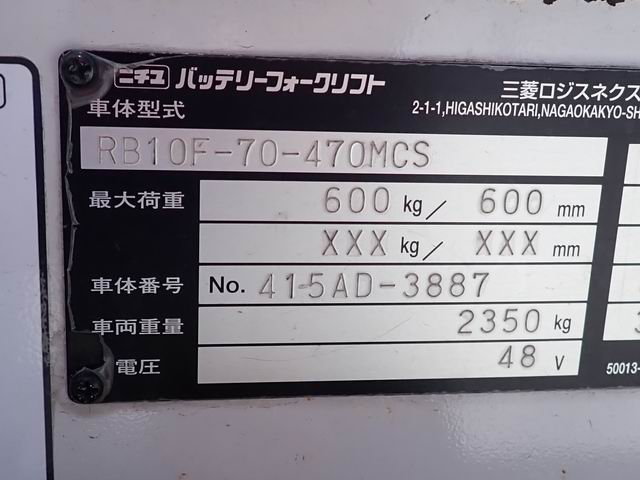 ニチユ バッテリーフォークリフト 三菱ロジスネクス
車体型式 2-1-1,HIGASHIKOTARI,NAGAOKAKYO-SH
RB10F-70-470MCS
最大荷重 600 kg/ 600 mm
XXX kg/ XXX mm
車体番号 No. 415AD-3887
車両重量 2350 kg
電圧 48 V 50013-